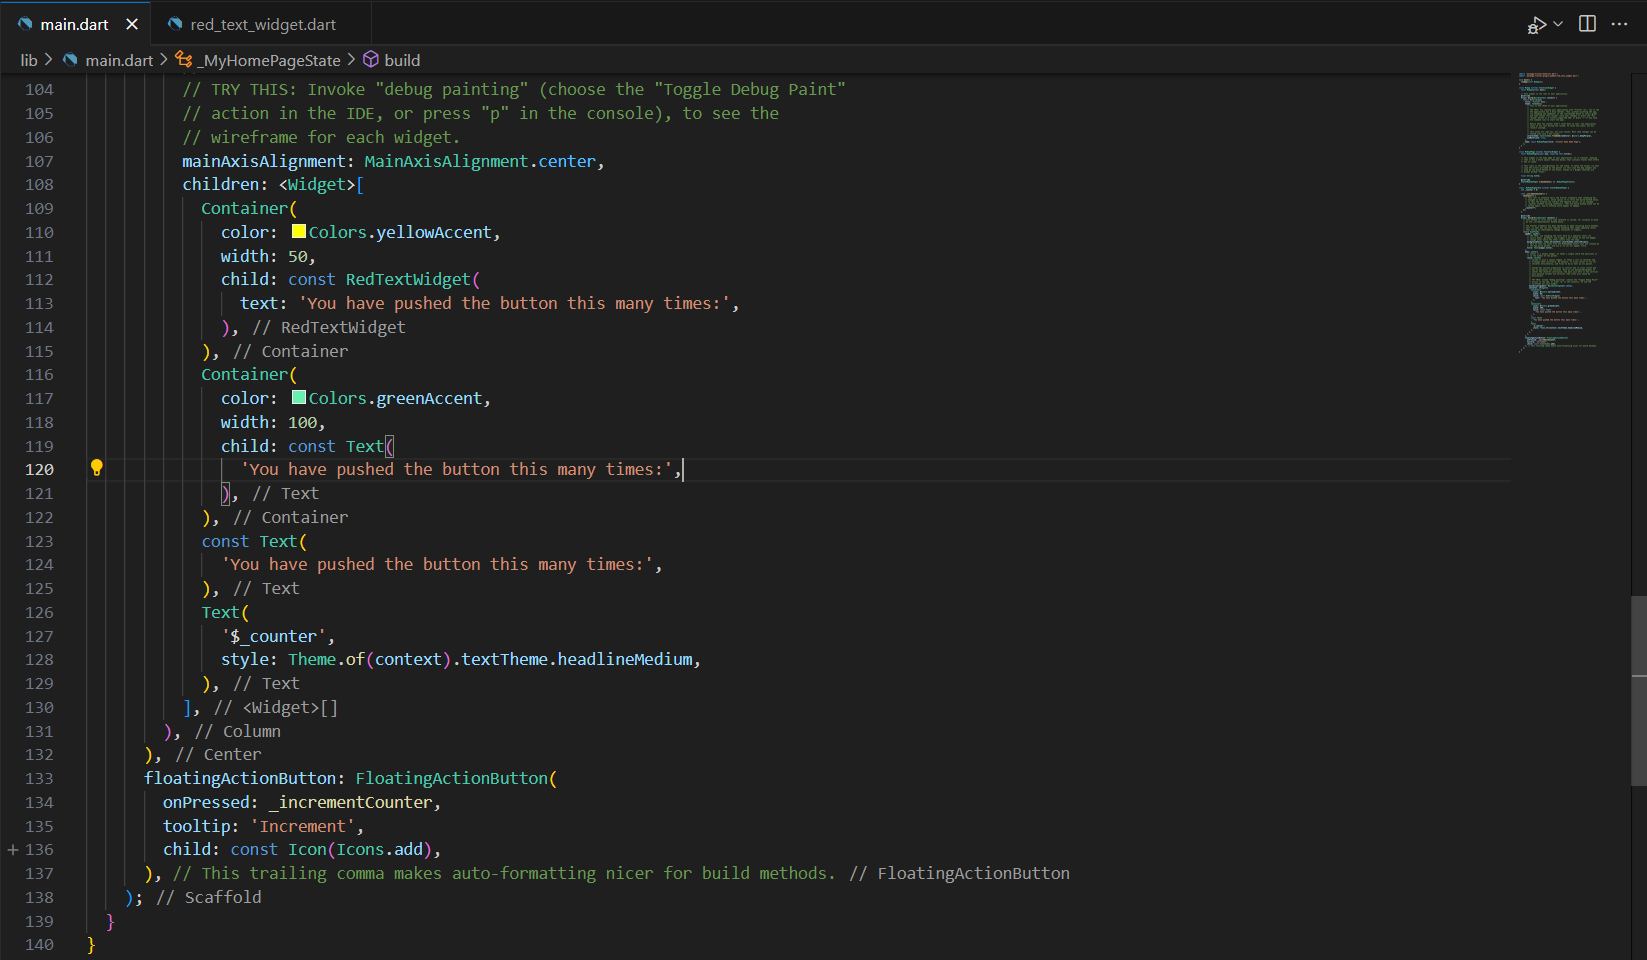 main.dart
red_text_widget.dart
lib > main.dart > _MyHomePageState > build
104 // TRY THIS: Invoke "debug painting" (choose the "Toggle Debug Paint"
105 // action in the IDE, or press "p" in the console), to see the
106 // wireframe for each widget.
107 mainAxisAlignment: MainAxisAlignment.center,
108 children: <Widget>[
109 Container(
110 color: Colors.yellowAccent,
111 width: 50,
112 child: const RedTextWidget(
113 text: 'You have pushed the button this many times:',
114 ), // RedTextWidget
115 ), // Container
116 Container(
117 color: Colors.greenAccent,
118 width: 100,
119 child: const Text(
120 'You have pushed the button this many times:',
121 ), // Text
122 ), // Container
123 const Text(
124 'You have pushed the button this many times:',
125 ), // Text
126 Text(
127 '$_counter',
128 style: Theme.of(context).textTheme.headlineMedium,
129 ), // Text
130 ], // <Widget>[]
131 ), // Column
132 ), // Center
133 floatingActionButton: FloatingActionButton(
134 onPressed: _incrementCounter,
135 tooltip: 'Increment',
136 child: const Icon(Icons.add),
137 ), // This trailing comma makes auto-formatting nicer for build methods. // FloatingActionButton
138 ); // Scaffold
139 }
140 }